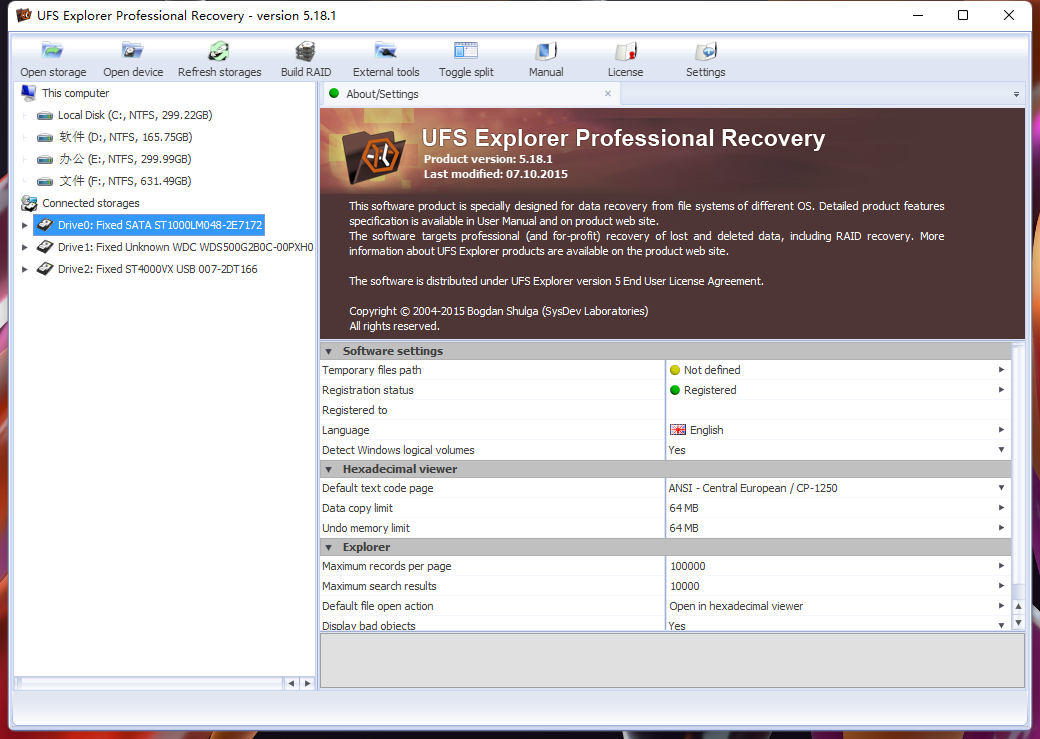 UFS Explorer Professional Recovery - version 5.18.1
Open storage
Open device
Refresh storages
Build RAID
External tools
Toggle split
Manual
License
Settings
This computer
Local Disk (C:, NTFS, 299.22GB)
软件 (D:, NTFS, 165.75GB)
办公 (E:, NTFS, 299.99GB)
文件 (F:, NTFS, 631.49GB)
Connected storages
Drive0: Fixed SATA ST1000LM048-2E7172
Drive1: Fixed Unknown WDC WDS500G2B0C-00PXH0
Drive2: Fixed ST4000VX USB 007-2DT166
About/Settings
UFS Explorer Professional Recovery
Product version: 5.18.1
Last modified: 07.10.2015
This software product is specially designed for data recovery from file systems of different OS. Detailed product features
specification is available in User Manual and on product web site.
The software targets professional (and for-profit) recovery of lost and deleted data, including RAID recovery. More
information about UFS Explorer products are available on the product web site.
The software is distributed under UFS Explorer version 5 End User License Agreement.
Copyright © 2004-2015 Bogdan Shulga (SysDev Laboratories)
All rights reserved.
Software settings
Temporary files path Not defined
Registration status Registered
Registered to
Language English
Detect Windows logical volumes Yes
Hexadecimal viewer
Default text code page ANSI - Central European / CP-1250
Data copy limit 64 MB
Undo memory limit 64 MB
Explorer
Maximum records per page 100000
Maximum search results 10000
Default file open action Open in hexadecimal viewer
Display bad objects Yes